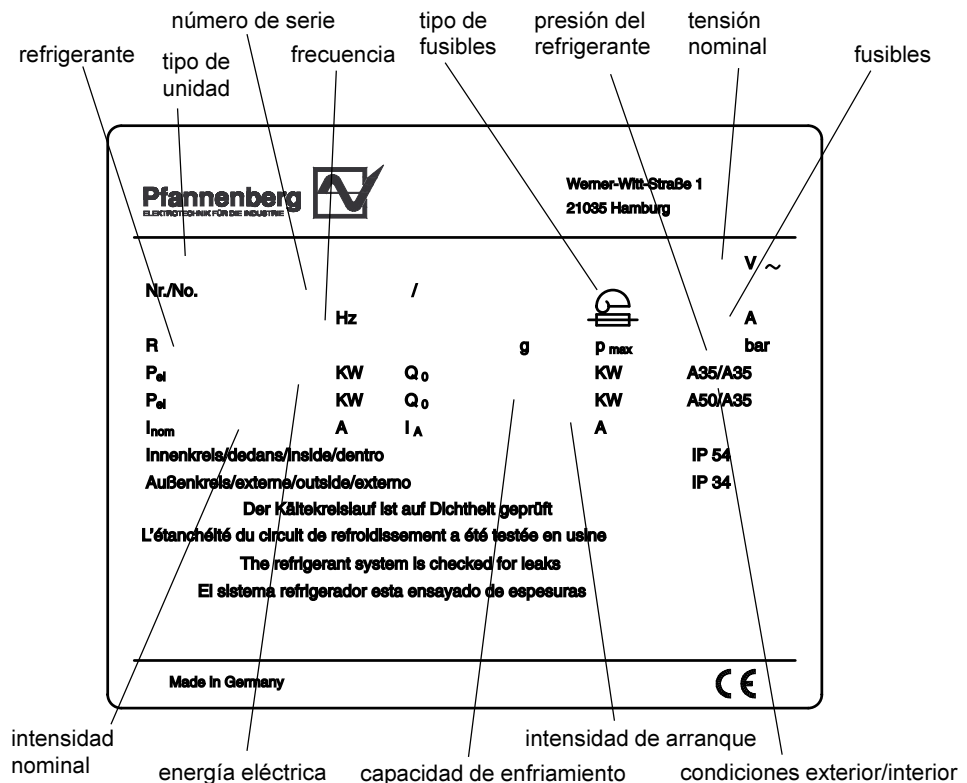 número de serie
tipo de fusibles
presión del refrigerante
tensión nominal
refrigerante
tipo de unidad
frecuencia
fusibles
Pfannenberg
ELEKTROTECHNIK FÜR DIE INDUSTRIE
Werner-Witt-Straße 1
21035 Hamburg
V ~
Nr./No. /
Hz A
R g p max bar
Pel KW Q 0 KW A35/A35
Pel KW Q 0 KW A50/A35
Inom A I A A
Innenkreis/dedans/inside/dentro IP 54
Außenkreis/externe/outside/externo IP 34
Der Kältekreislauf ist auf Dichtheit geprüft
L'étanchéité du circuit de refroidissement a été testée en usine
The refrigerant system is checked for leaks
El sistema refrigerador esta ensayado de espesuras
Made in Germany CE
intensidad nominal
energía eléctrica
capacidad de enfriamiento
intensidad de arranque
condiciones exterior/interior